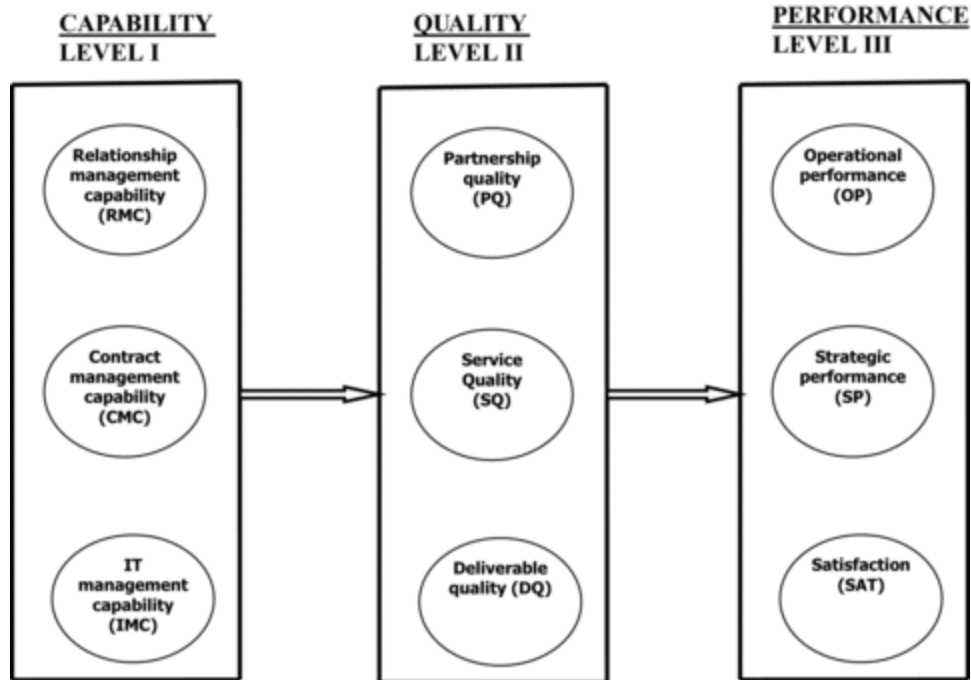 CAPABILITY
LEVEL I
Relationship
management
capability
(RMC)
Contract
management
capability
(CMC)
IT
management
capability
(IMC)
QUALITY
LEVEL II
Partnership
quality
(PQ)
Service
Quality
(SQ)
Deliverable
quality (DQ)
PERFORMANCE
LEVEL III
Operational
performance
(OP)
Strategic
performance
(SP)
Satisfaction
(SAT)